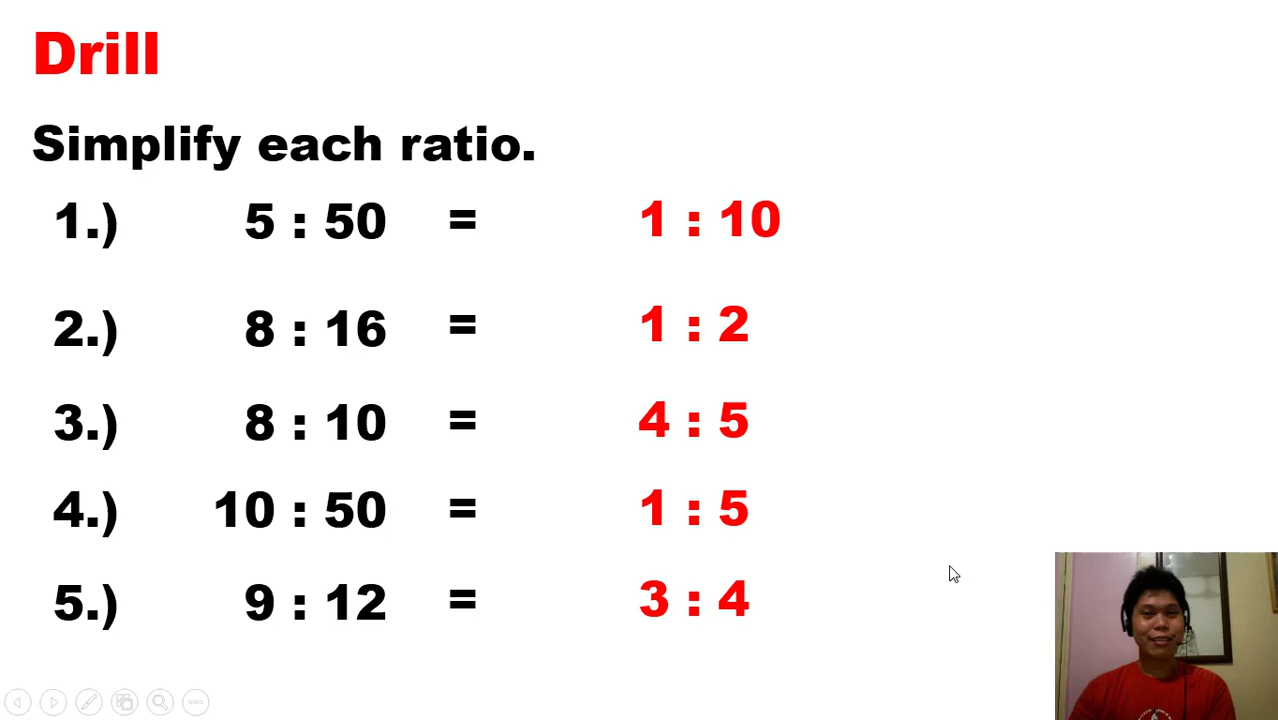 Drill
Simplify each ratio.
1.) 5 : 50 = 1 : 10
2.) 8 : 16 = 1 : 2
3.) 8 : 10 = 4 : 5
4.) 10 : 50 = 1 : 5
5.) 9 : 12 = 3 : 4